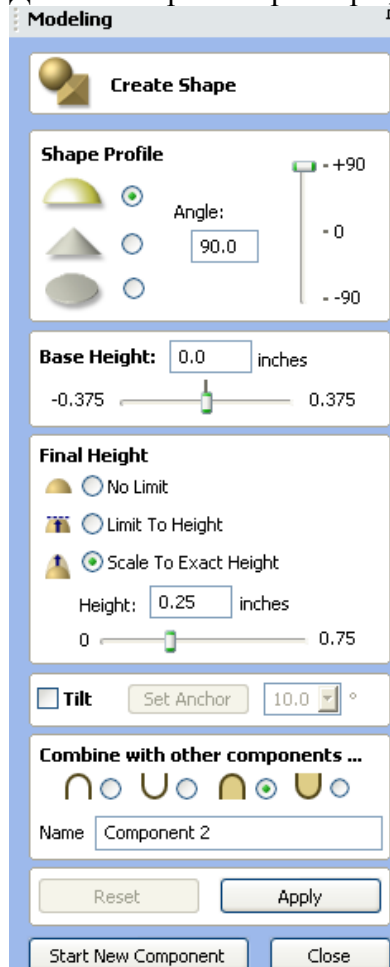 Modeling
Create Shape
Shape Profile
- +90
Angle:
90.0
- 0
- -90
Base Height: 0.0 inches
-0.375 0.375
Final Height
No Limit
Limit To Height
Scale To Exact Height
Height: 0.25 inches
0 0.75
Tilt Set Anchor 10.0 °
Combine with other components ...
Name Component 2
Reset Apply
Start New Component Close